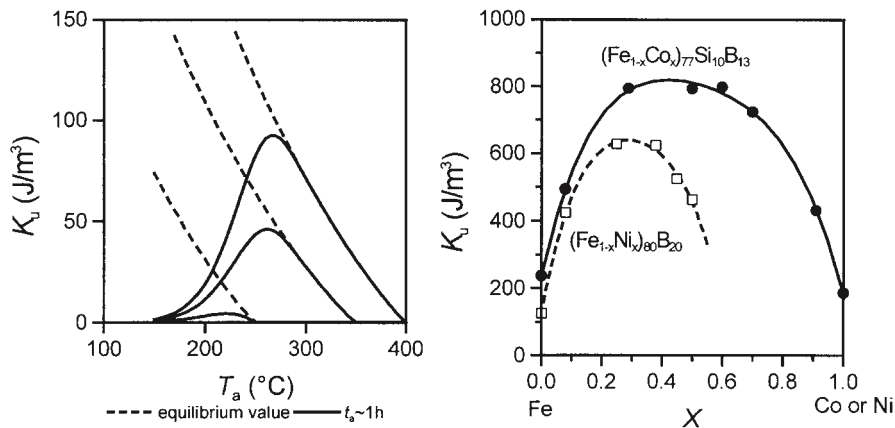 150
100
50
0
Kᵤ (J/m³)
100
200
300
400
Tₐ (°C)
equilibrium value
tₐ~1h
1000
800
600
400
200
0
Kᵤ (J/m³)
(Fe₁₋ₓCoₓ)₇₇Si₁₀B₁₃
(Fe₁₋ₓNiₓ)₈₀B₂₀
0.0
0.2
0.4
0.6
0.8
1.0
Fe
X
Co or Ni